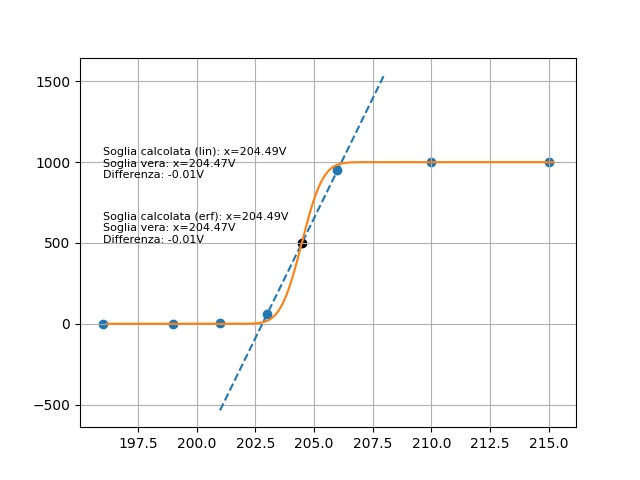 1500
1000
500
0
−500
Soglia calcolata (lin): x=204.49V
Soglia vera: x=204.47V
Differenza: -0.01V
Soglia calcolata (erf): x=204.49V
Soglia vera: x=204.47V
Differenza: -0.01V
197.5 200.0 202.5 205.0 207.5 210.0 212.5 215.0